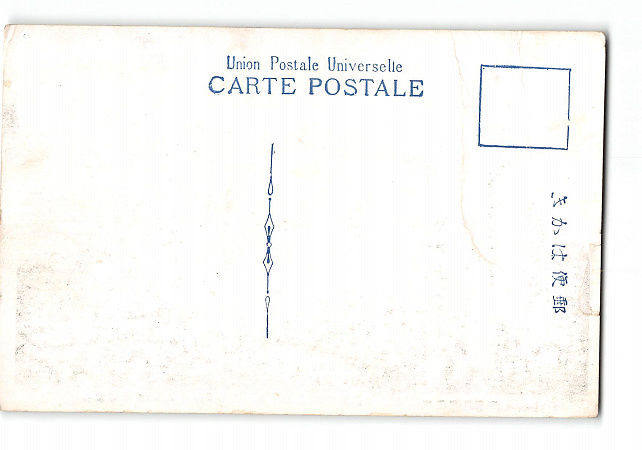 Union Postale Universelle
CARTE POSTALE
郵便はかき